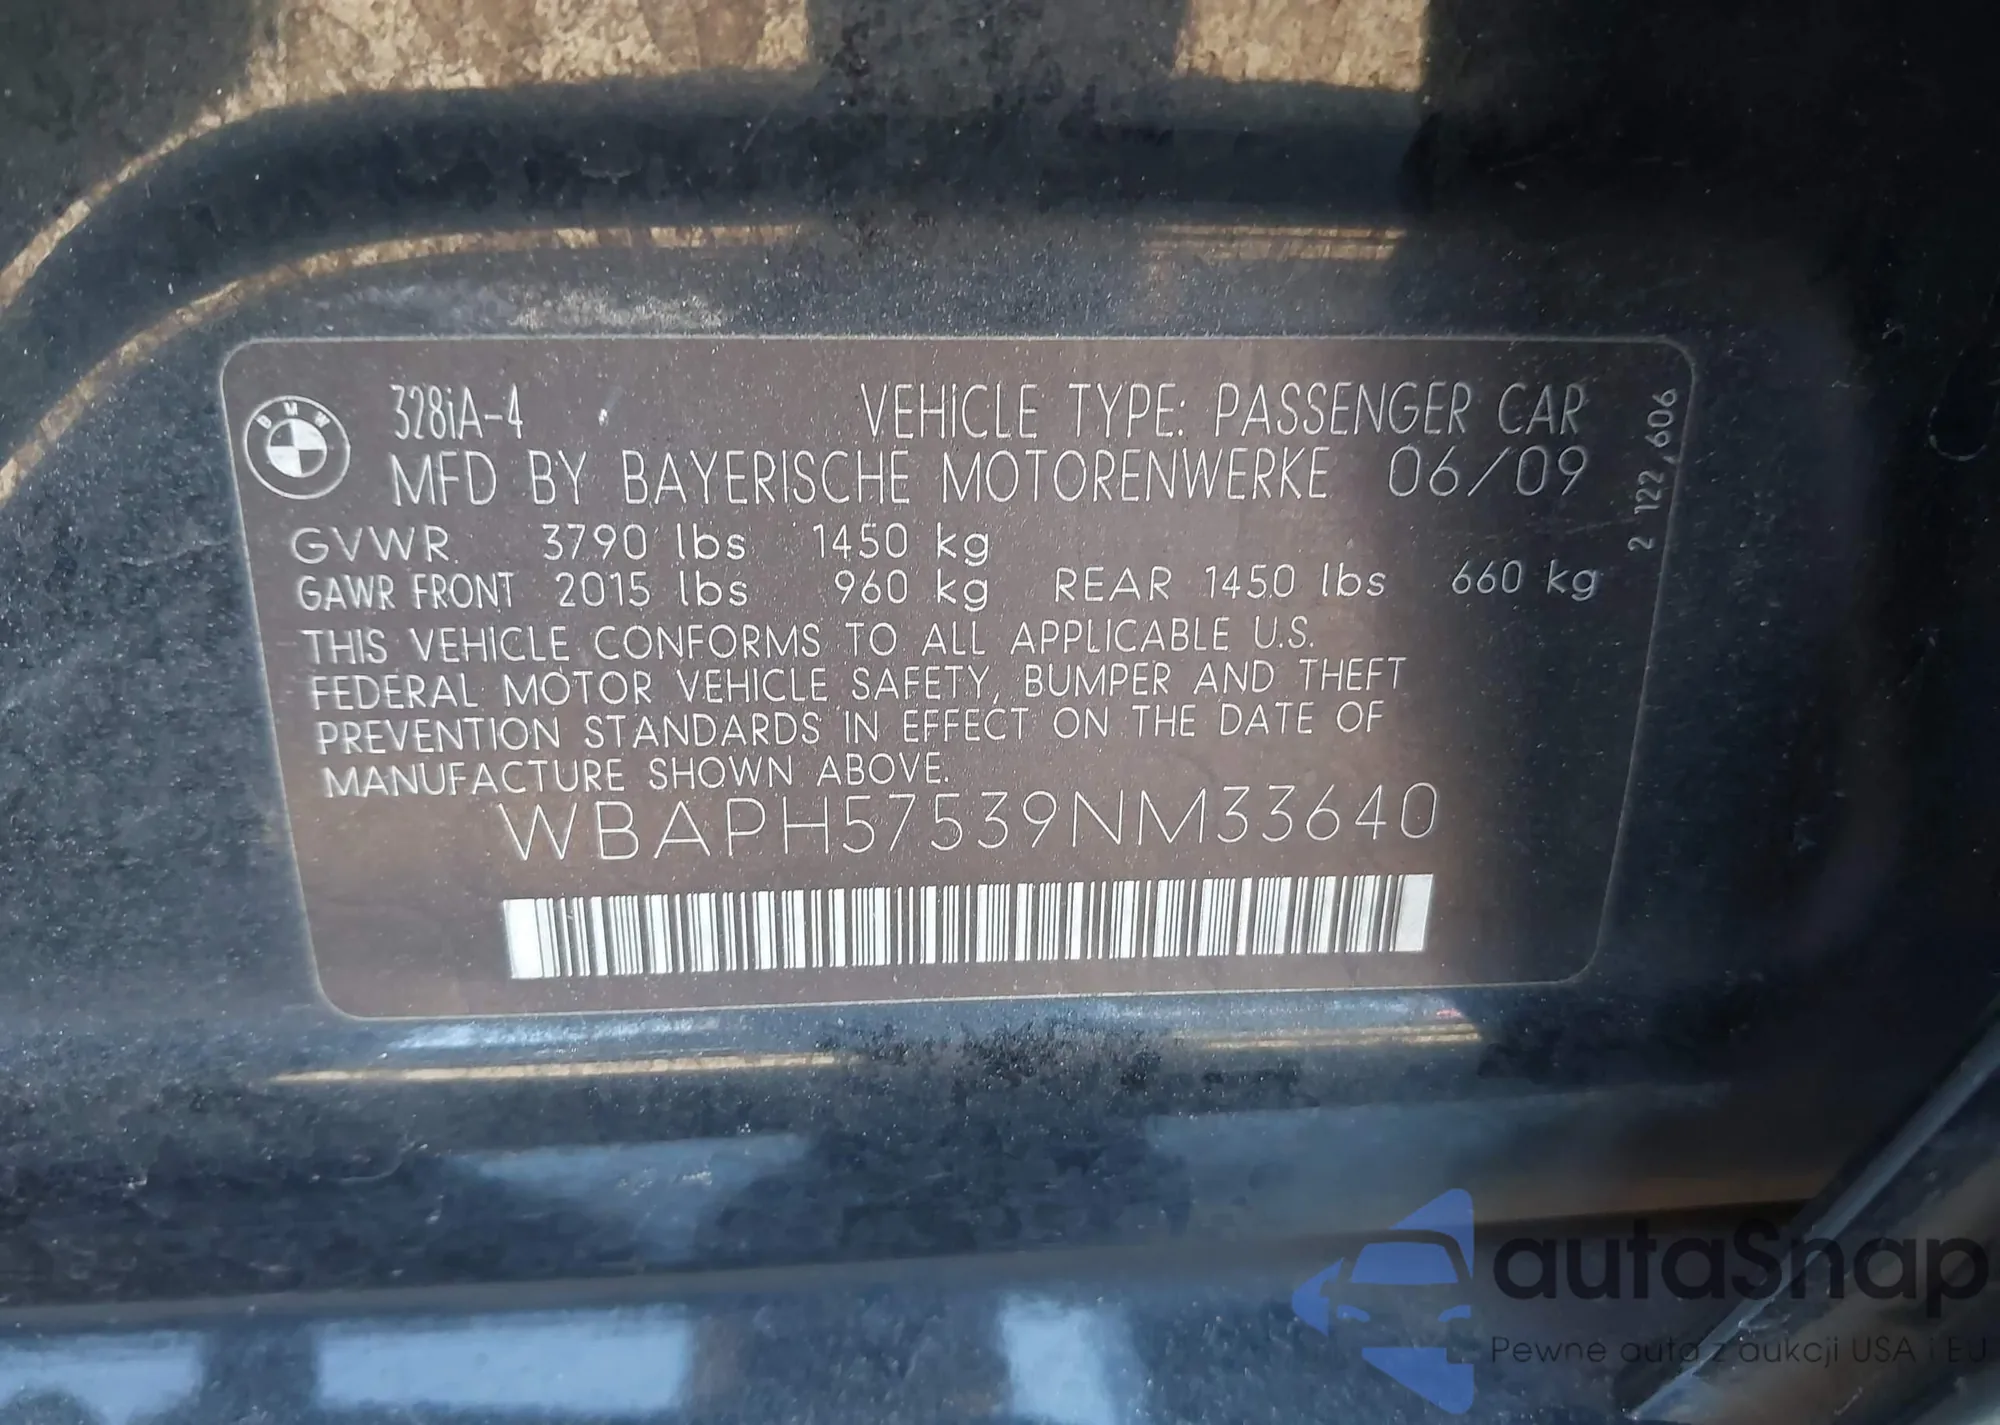 BMW
328iA-4 VEHICLE TYPE: PASSENGER CAR
MFD BY BAYERISCHE MOTORENWERKE 06/09
GVWR 3790 lbs 1450 kg
GAWR FRONT 2015 lbs 960 kg REAR 1450 lbs 660 kg
THIS VEHICLE CONFORMS TO ALL APPLICABLE U.S.
FEDERAL MOTOR VEHICLE SAFETY, BUMPER AND THEFT
PREVENTION STANDARDS IN EFFECT ON THE DATE OF
MANUFACTURE SHOWN ABOVE.
WBAPH57539NM33640
2 122,606
autaSnap
Pewne auta z aukcji USA i EU